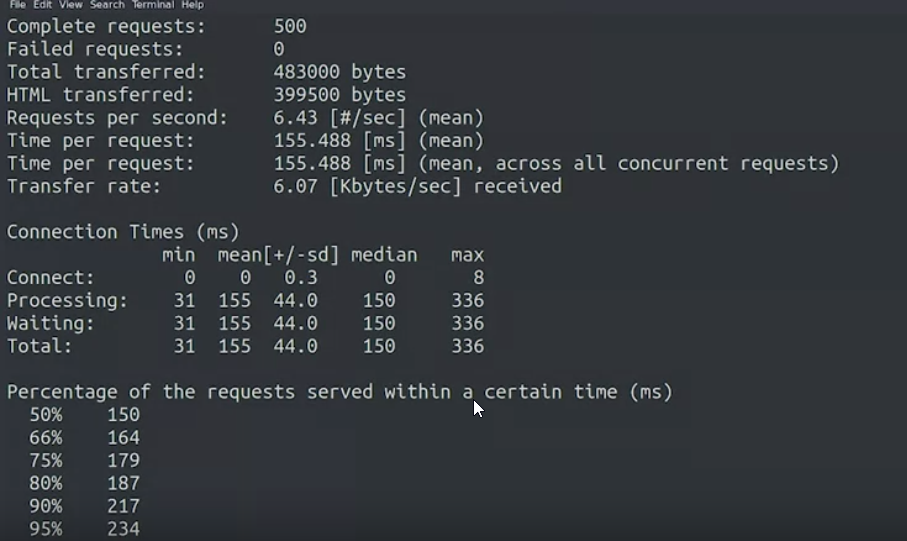 File Edit View Search Terminal Help
Complete requests:      500
Failed requests:        0
Total transferred:      483000 bytes
HTML transferred:       399500 bytes
Requests per second:    6.43 [#/sec] (mean)
Time per request:       155.488 [ms] (mean)
Time per request:       155.488 [ms] (mean, across all concurrent requests)
Transfer rate:          6.07 [Kbytes/sec] received
Connection Times (ms)
              min  mean[+/-sd] median   max
Connect:        0    0   0.3      0       8
Processing:    31  155  44.0    150     336
Waiting:       31  155  44.0    150     336
Total:         31  155  44.0    150     336
Percentage of the requests served within a certain time (ms)
  50%    150
  66%    164
  75%    179
  80%    187
  90%    217
  95%    234